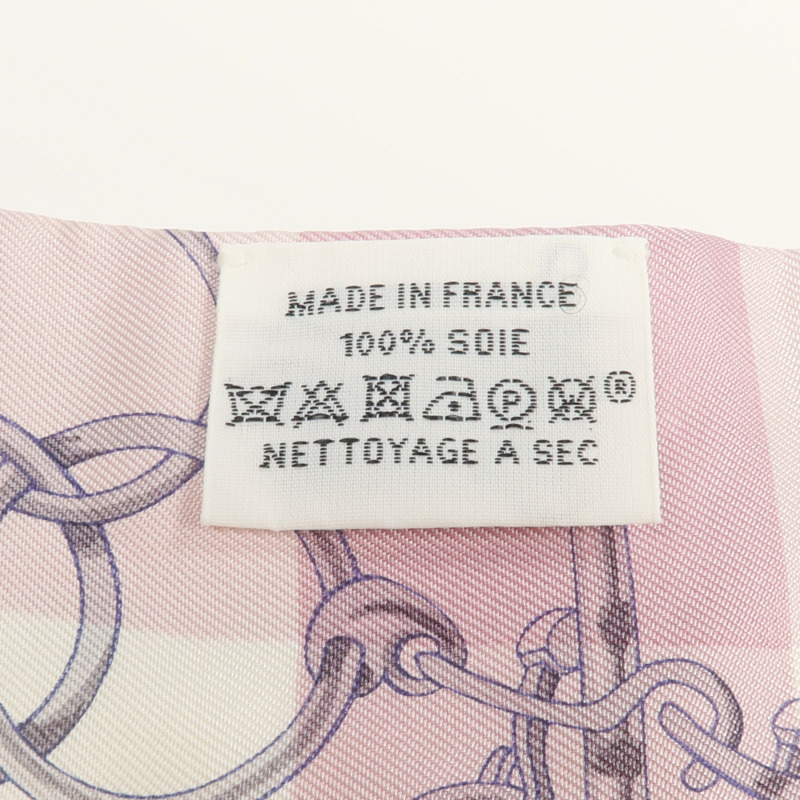 MADE IN FRANCE
100% SOIE
P W ®
NETTOYAGE A SEC